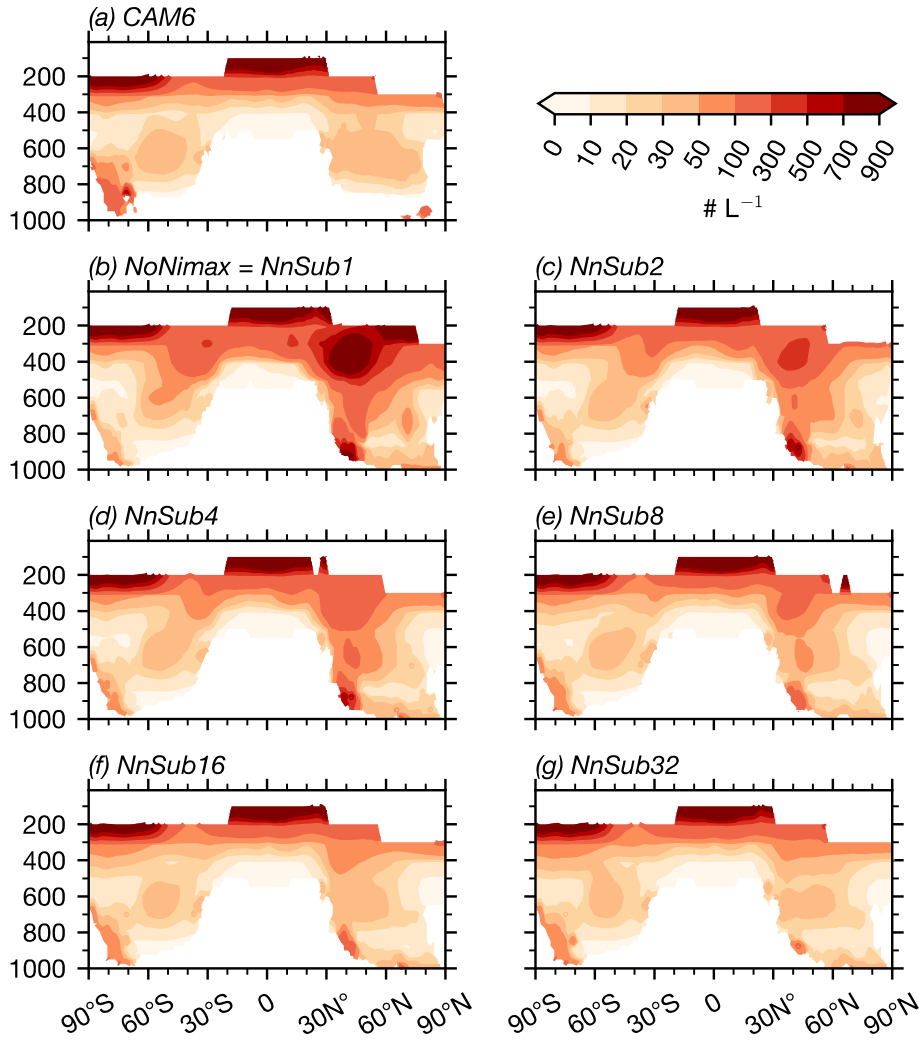 (a) CAM6
200
400
600
800
1000
0
10
20
30
50
100
300
500
700
900
# L⁻¹
(b) NoNimax = NnSub1
(c) NnSub2
200
400
600
800
1000
(d) NnSub4
(e) NnSub8
200
400
600
800
1000
(f) NnSub16
(g) NnSub32
200
400
600
800
1000
90°S
60°S
30°S
0
30N°
60°N
90°N
90°S
60°S
30°S
0
30N°
60°N
90°N